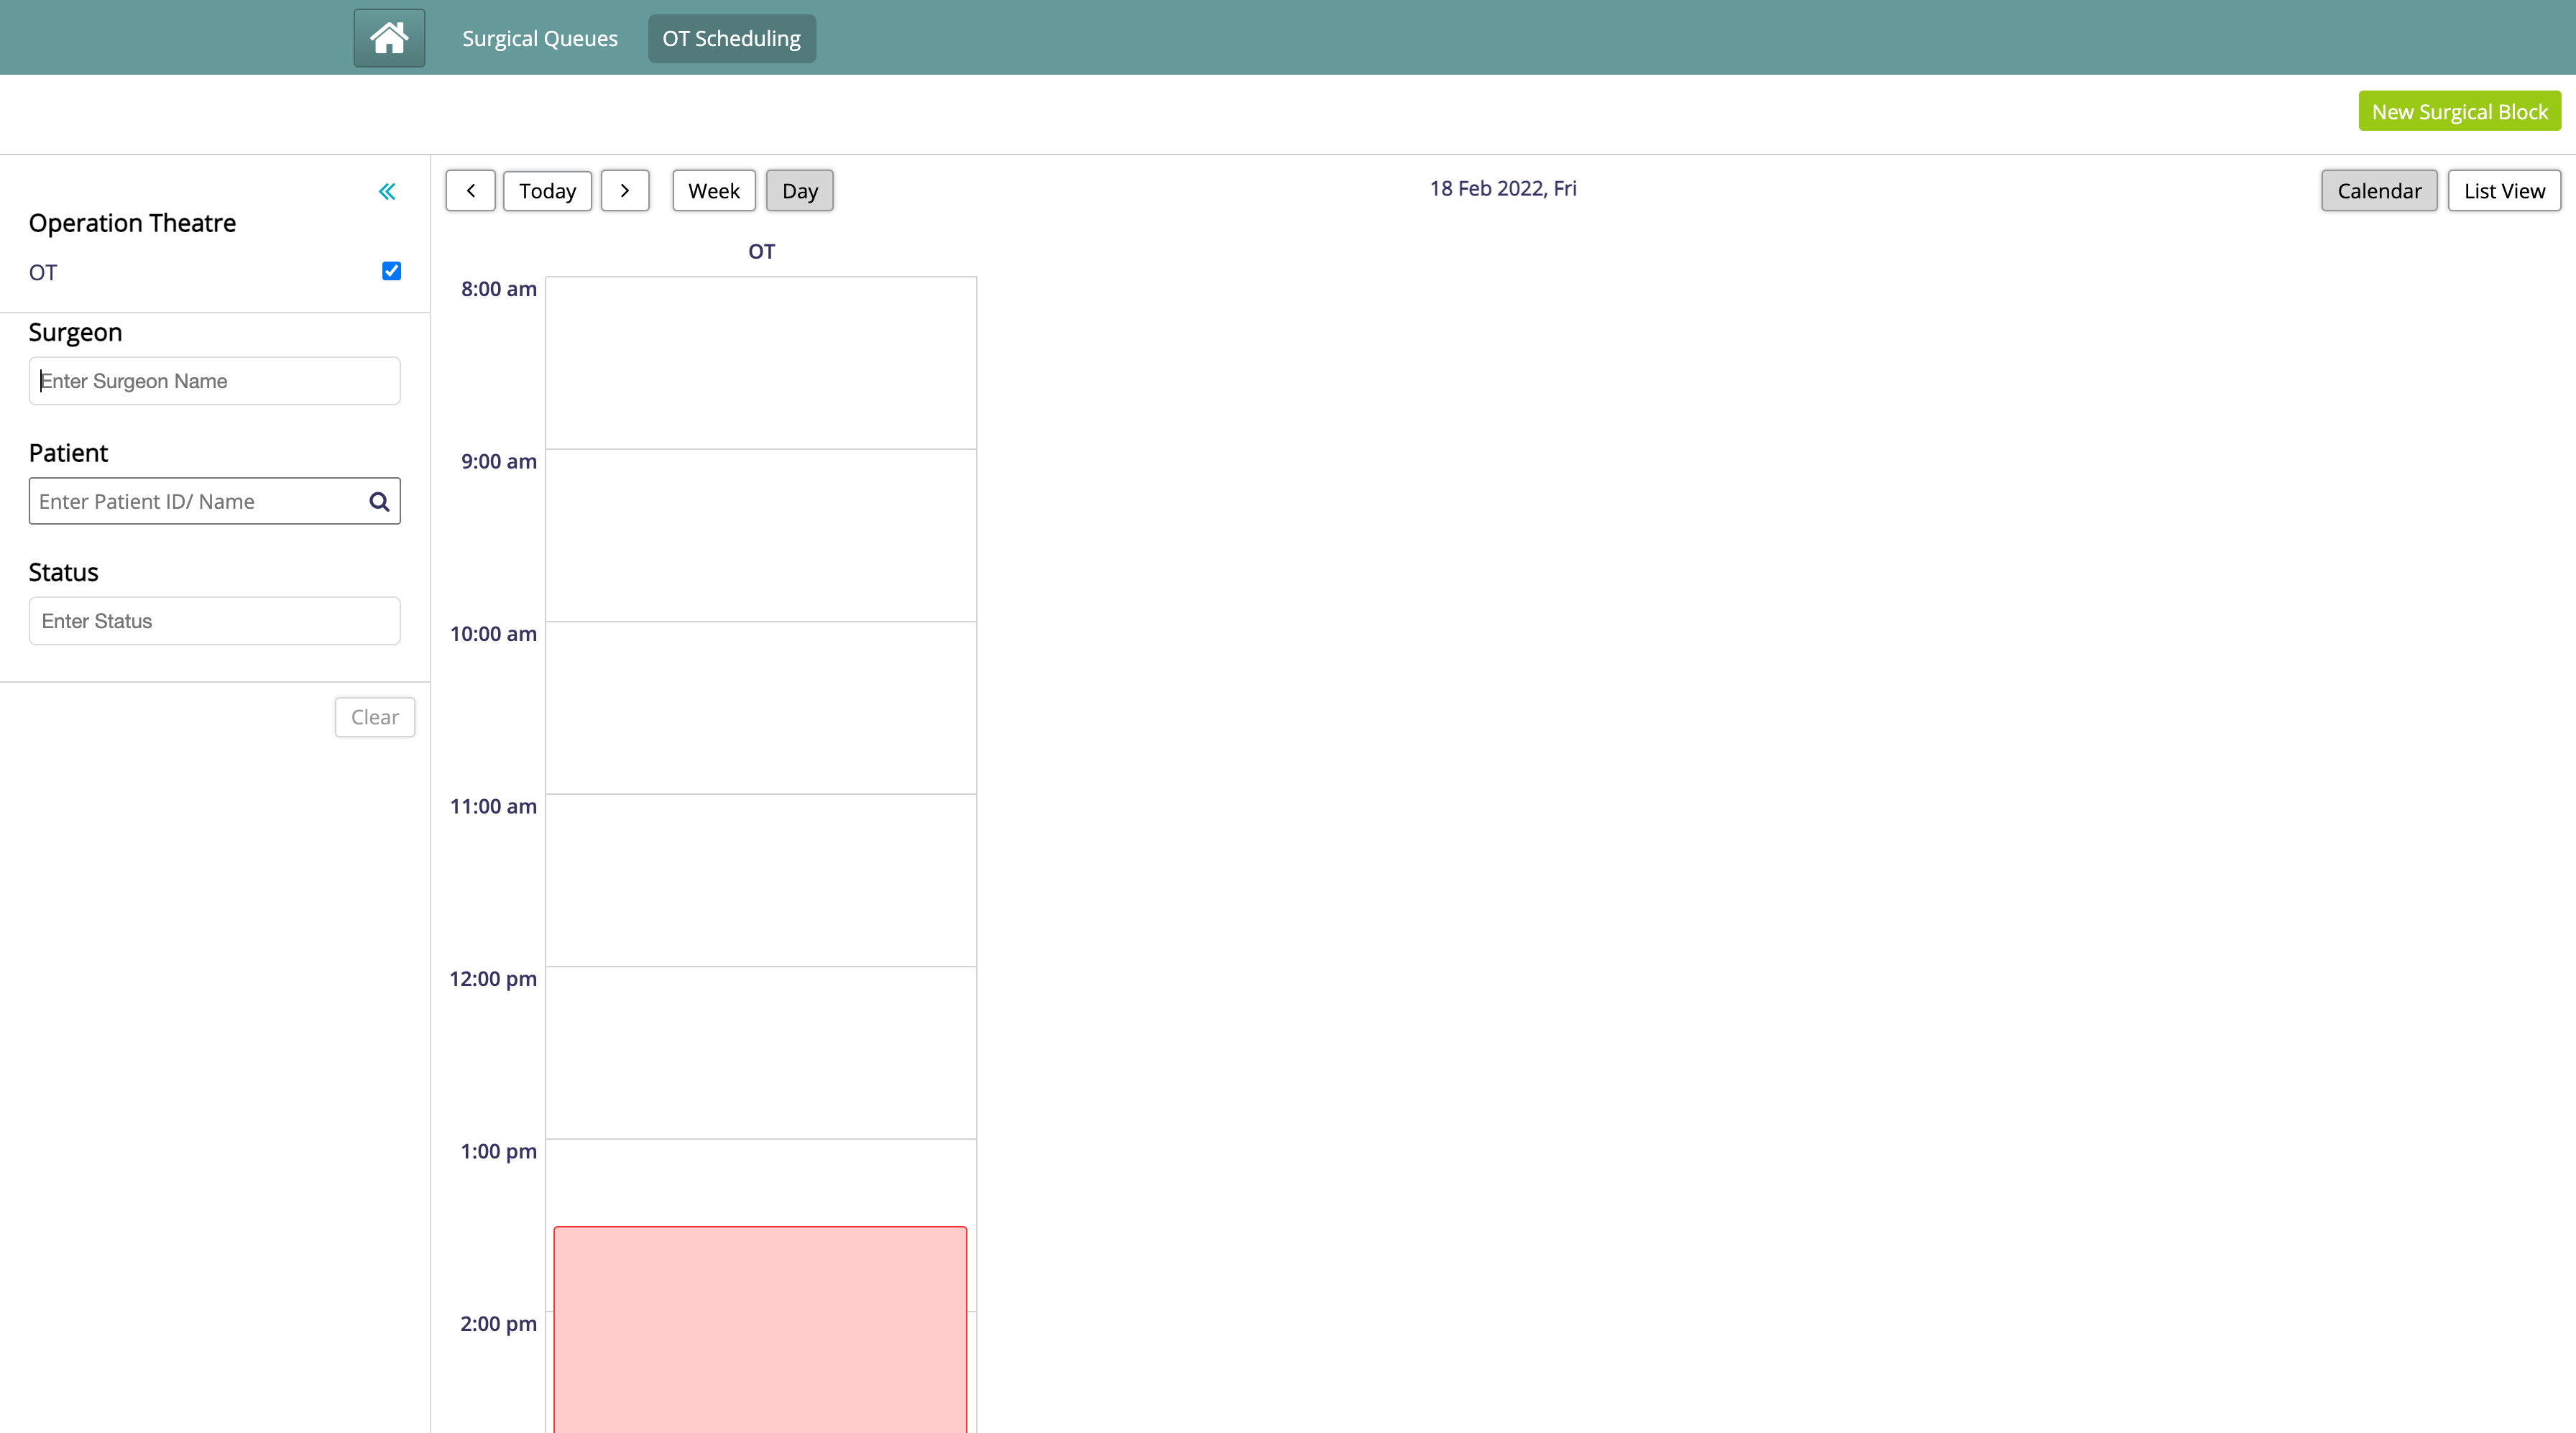 Surgical Queues
OT Scheduling
New Surgical Block
Operation Theatre
OT
Surgeon
Enter Surgeon Name
Patient
Enter Patient ID/ Name
Status
Enter Status
Clear
Today
Week
Day
18 Feb 2022, Fri
Calendar
List View
OT
8:00 am
9:00 am
10:00 am
11:00 am
12:00 pm
1:00 pm
2:00 pm